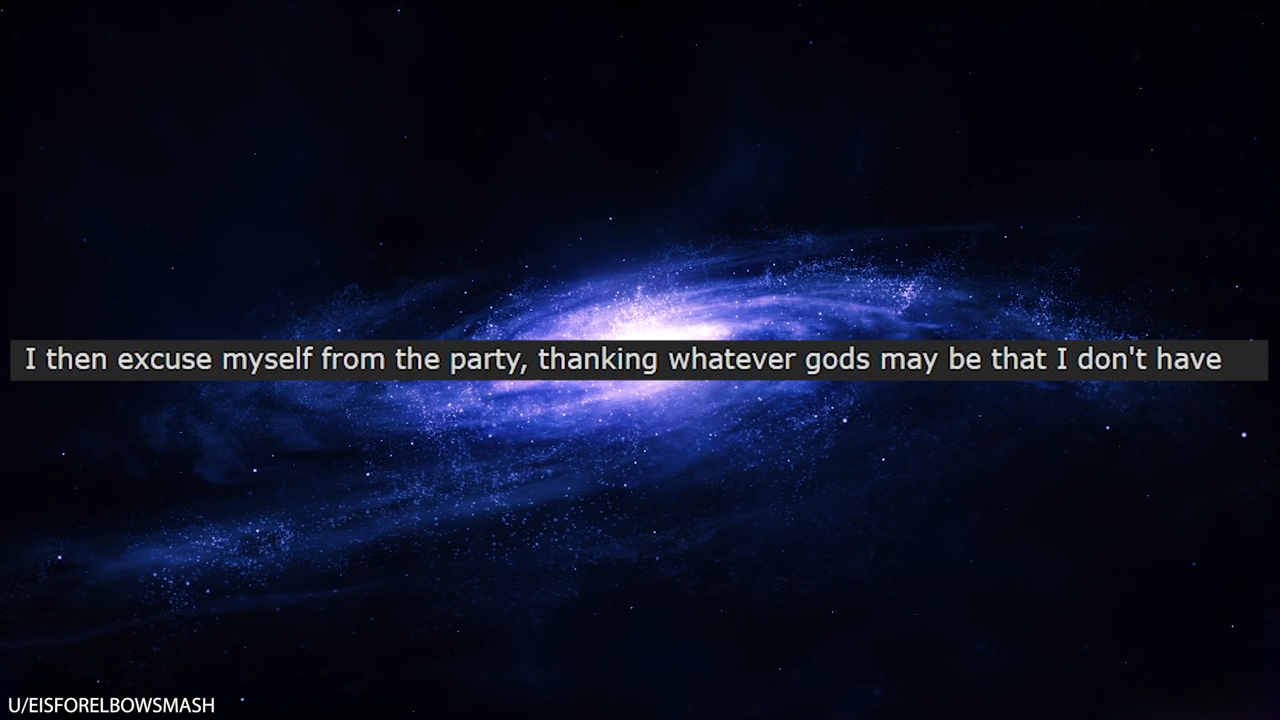 I then excuse myself from the party, thanking whatever gods may be that I don't have
U/EISFORELBOWSMASH